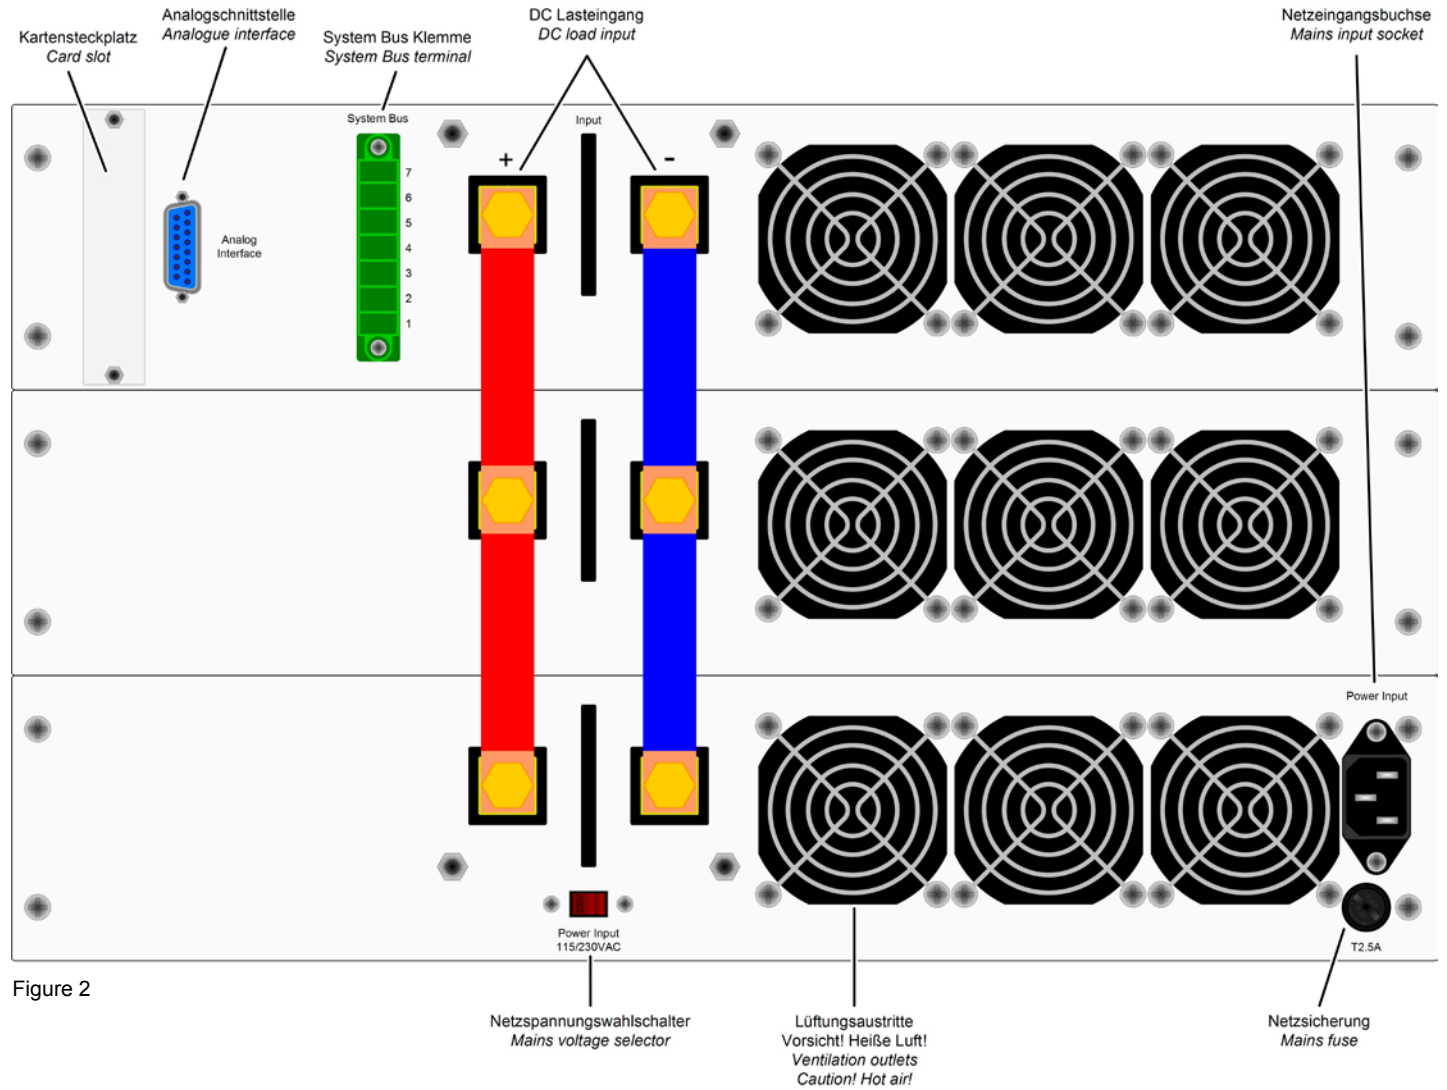 Kartensteckplatz
Card slot
Analogschnittstelle
Analogue interface
System Bus Klemme
System Bus terminal
DC Lasteingang
DC load input
Netzeingangsbuchse
Mains input socket
System Bus
7
6
5
4
3
2
1
Analog
Interface
+
Input
-
Power Input
Power Input
115/230VAC
T2.5A
Figure 2
Netzspannungswahlschalter
Mains voltage selector
Lüftungsaustritte
Vorsicht! Heiße Luft!
Ventilation outlets
Caution! Hot air!
Netzsicherung
Mains fuse